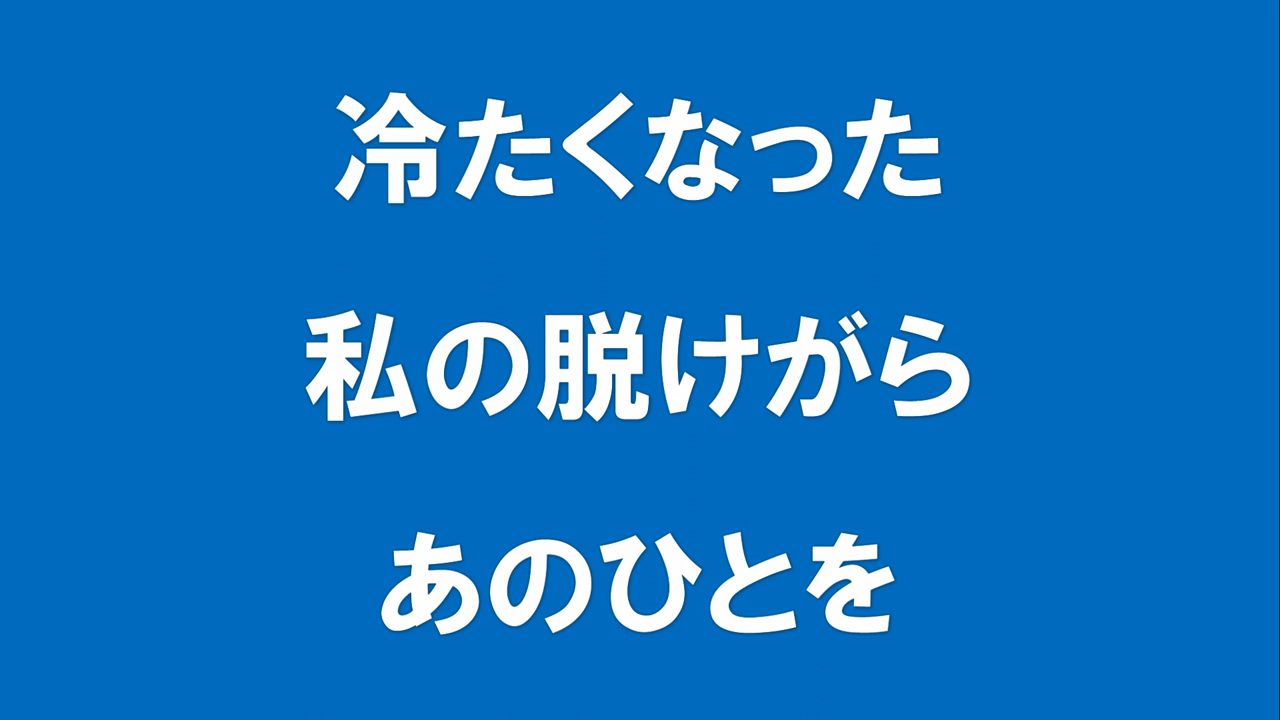 冷たくなった
私の脱けがら
あのひとを